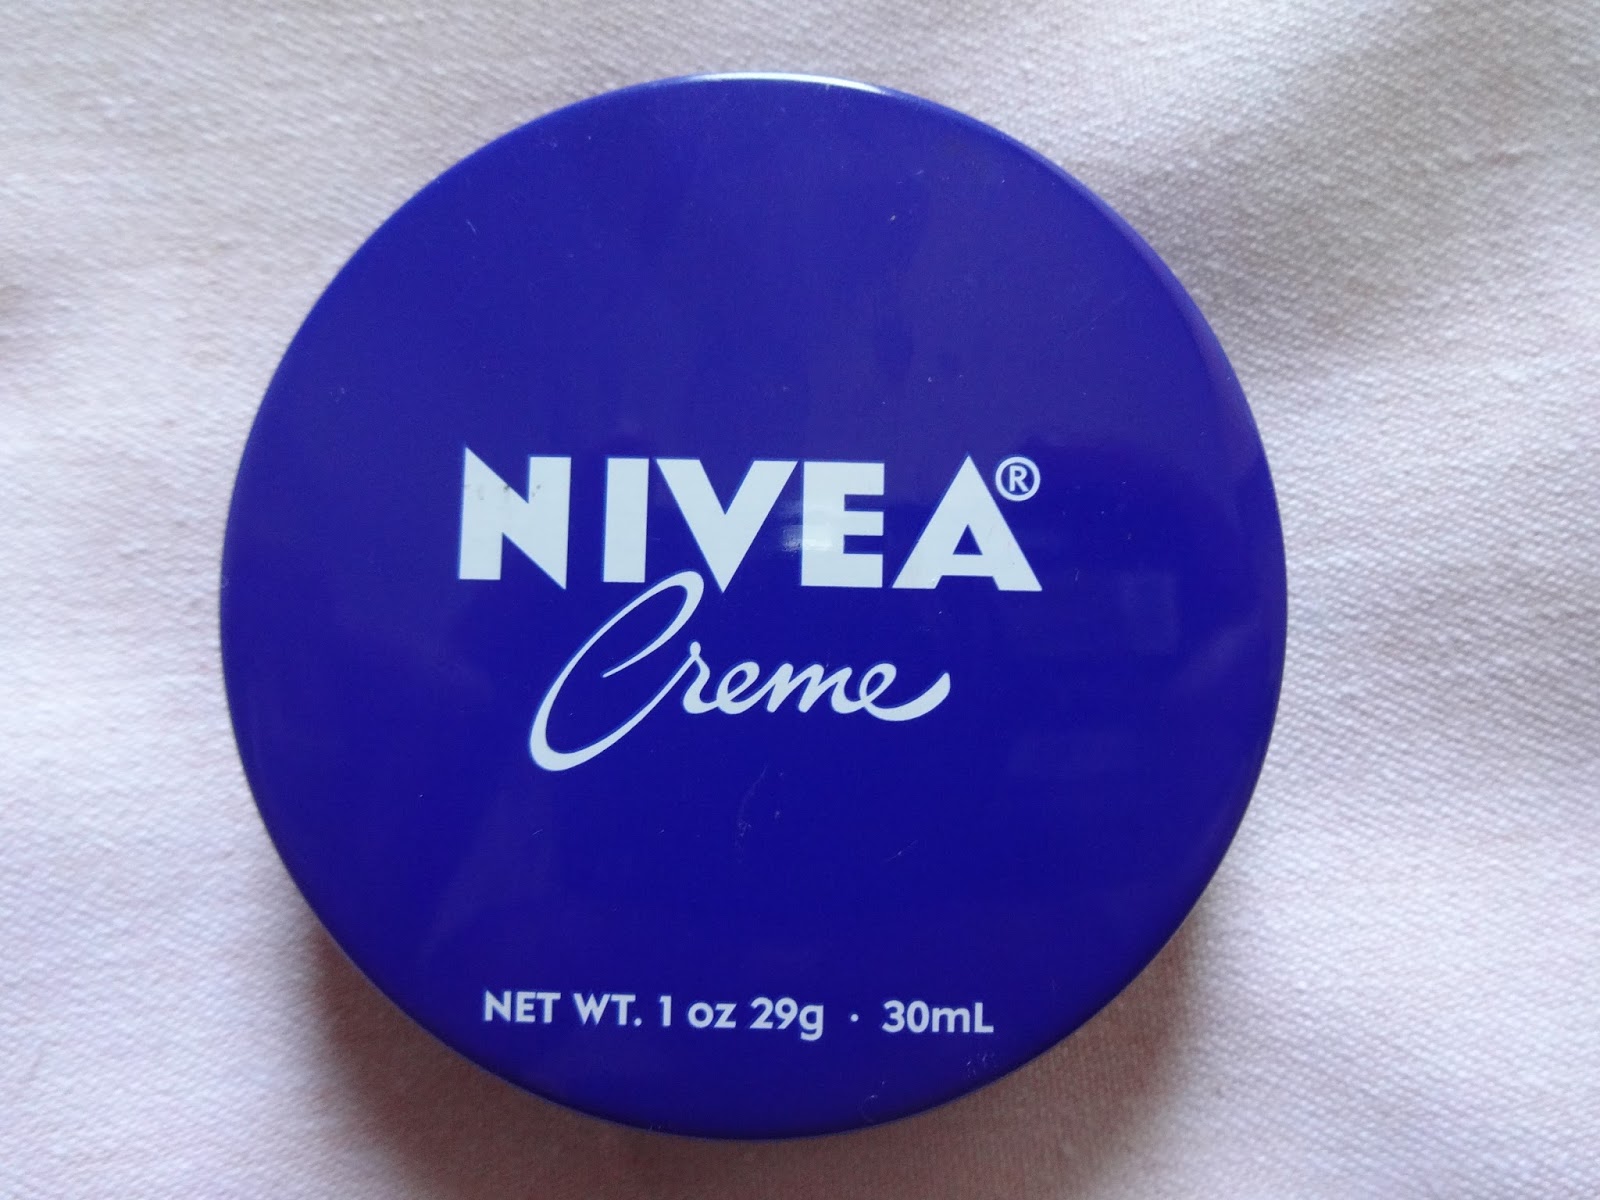 NIVEA®
Creme
NET WT. 1 oz 29g · 30mL